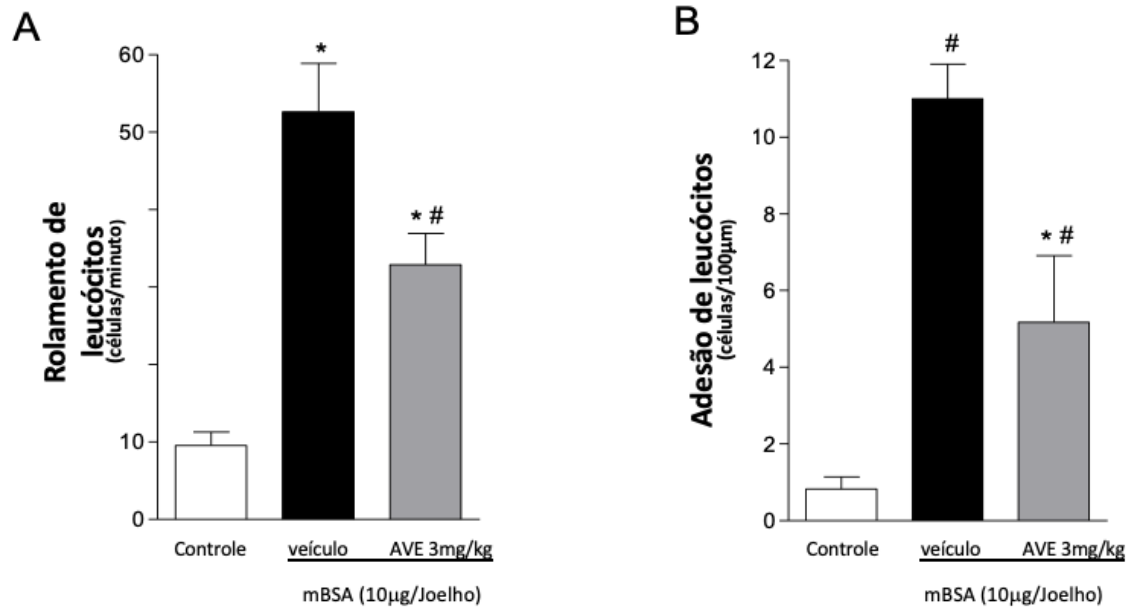 A
Rolamento de
leucócitos
(células/minuto)
60
50
10
0
*
* #
Controle
veículo
AVE 3mg/kg
mBSA (10µg/Joelho)
B
Adesão de leucócitos
(células/100µm)
12
10
8
6
4
2
0
#
* #
Controle
veículo
AVE 3mg/kg
mBSA (10µg/Joelho)